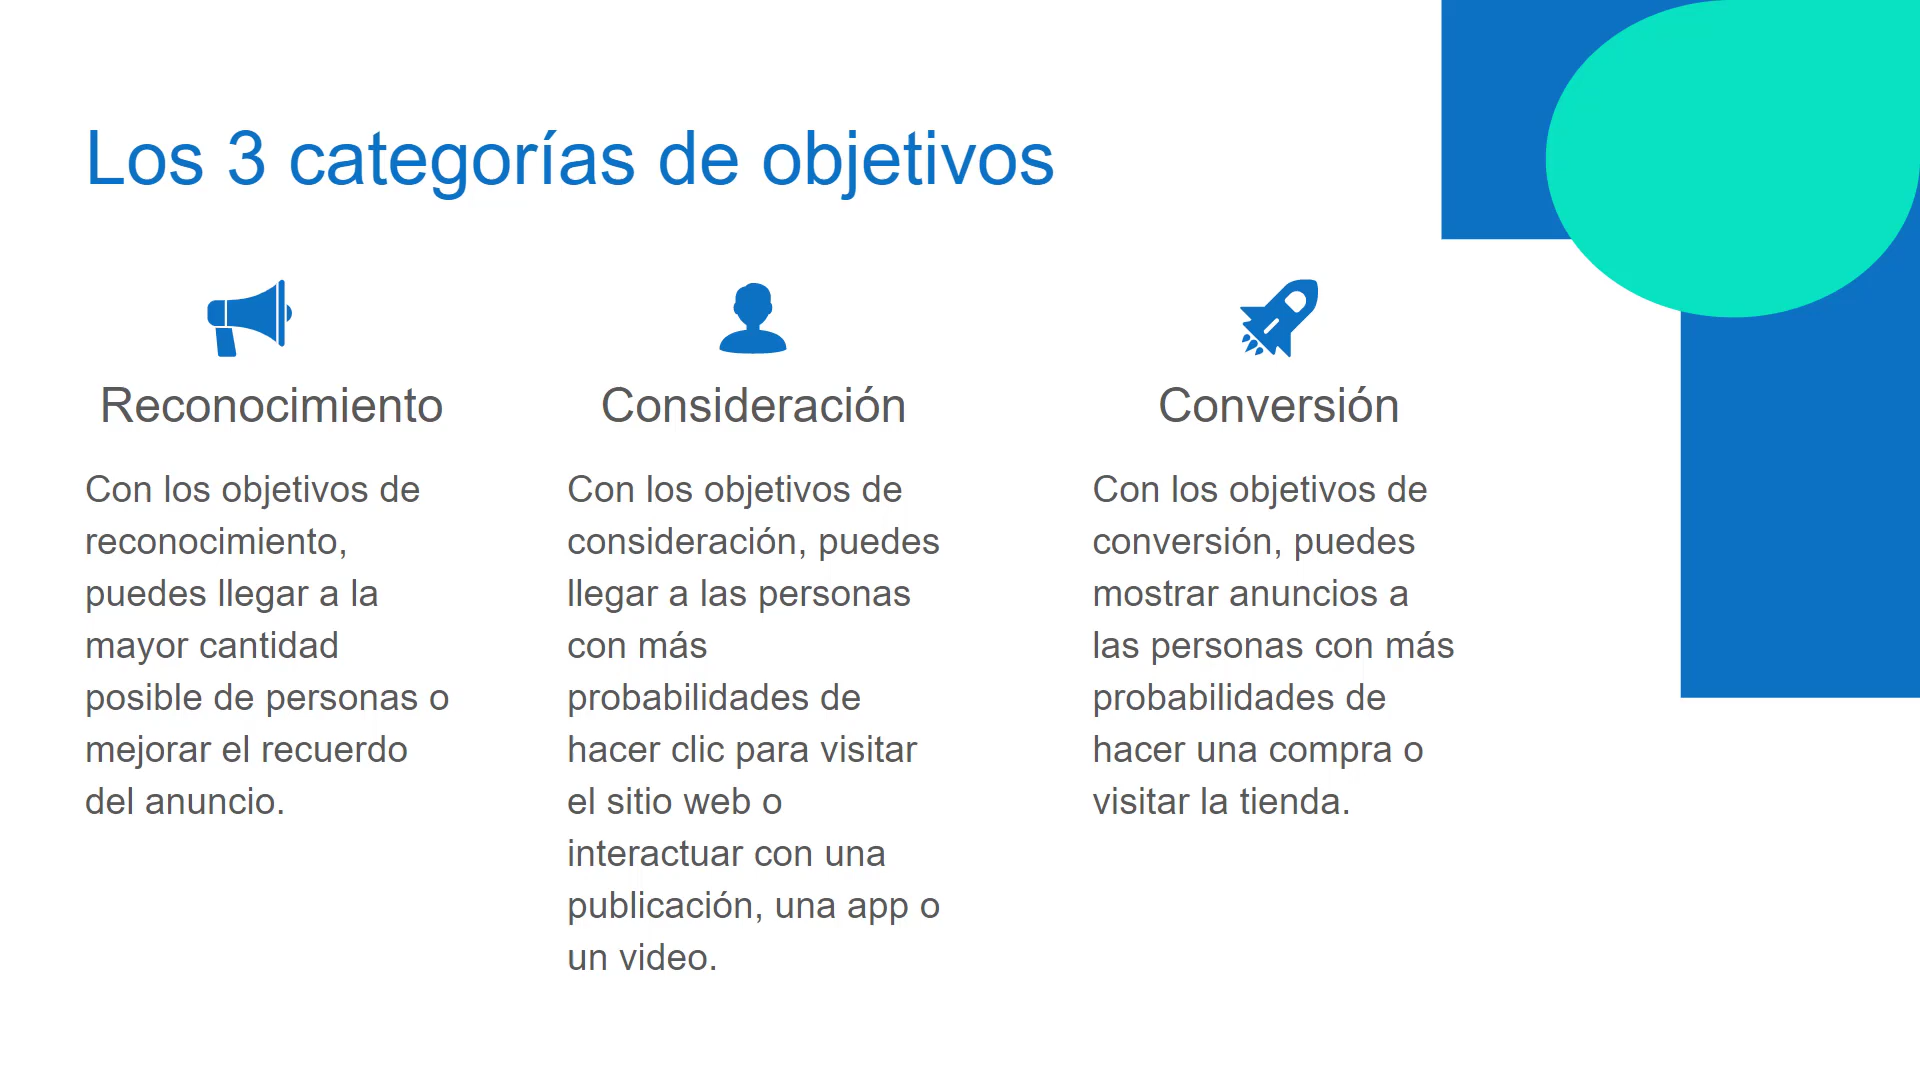 Los 3 categorías de objetivos
Reconocimiento
Con los objetivos de
reconocimiento,
puedes llegar a la
mayor cantidad
posible de personas o
mejorar el recuerdo
del anuncio.
Consideración
Con los objetivos de
consideración, puedes
llegar a las personas
con más
probabilidades de
hacer clic para visitar
el sitio web o
interactuar con una
publicación, una app o
un video.
Conversión
Con los objetivos de
conversión, puedes
mostrar anuncios a
las personas con más
probabilidades de
hacer una compra o
visitar la tienda.